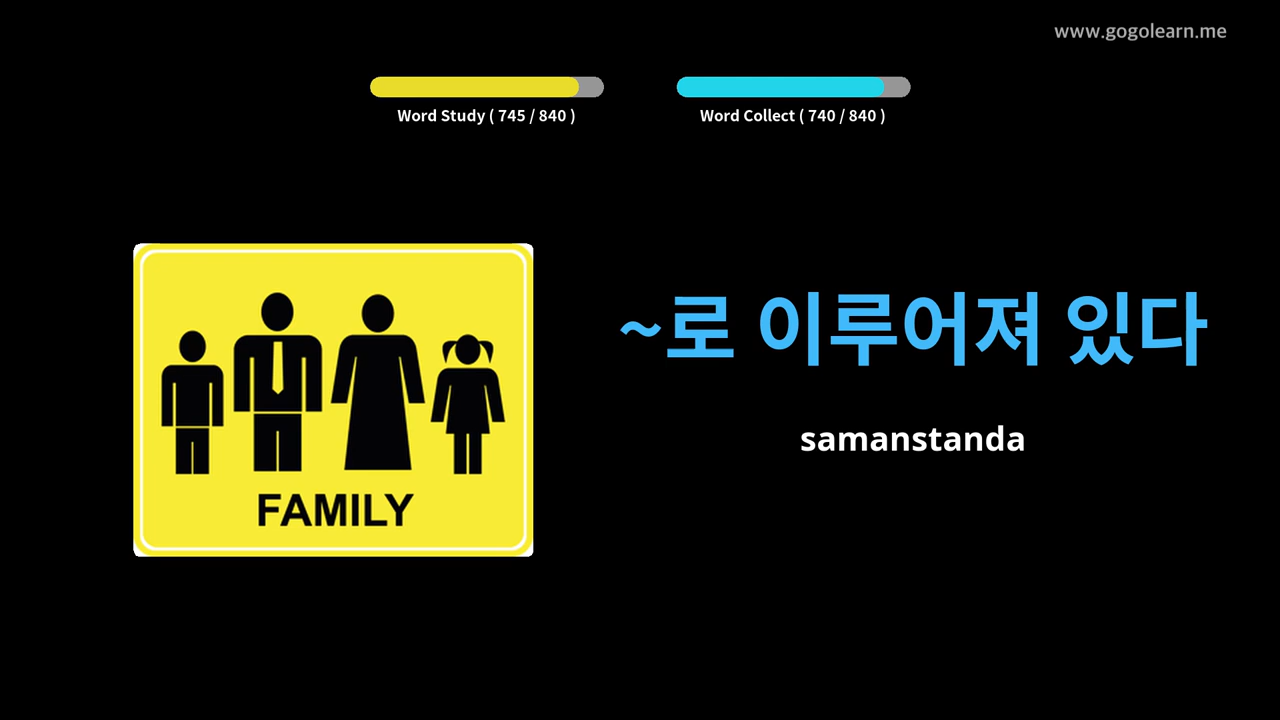 www.gogolearn.me
Word Study ( 745 / 840 )
Word Collect ( 740 / 840 )
FAMILY
~로 이루어져 있다
samanstanda